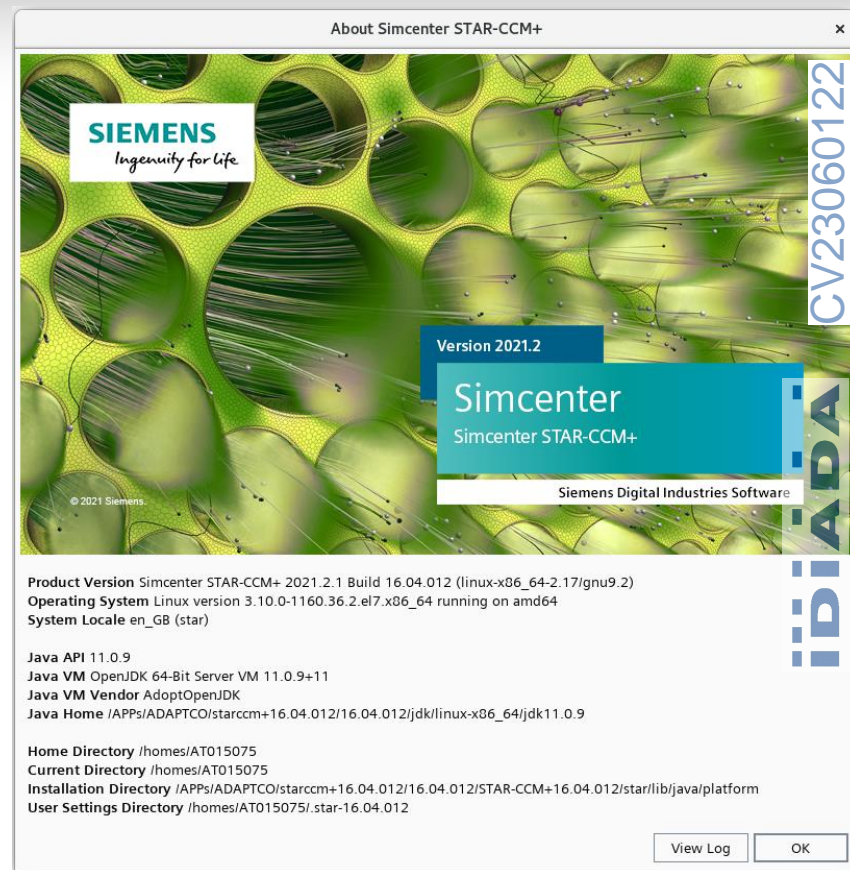 About Simcenter STAR-CCM+
×
SIEMENS
Ingenuity for life
CV23060122
Version 2021.2
Simcenter
Simcenter STAR-CCM+
© 2021 Siemens.
Siemens Digital Industries Software
IDIADA
Product Version Simcenter STAR-CCM+ 2021.2.1 Build 16.04.012 (linux-x86_64-2.17/gnu9.2)
Operating System Linux version 3.10.0-1160.36.2.el7.x86_64 running on amd64
System Locale en_GB (star)
Java API 11.0.9
Java VM OpenJDK 64-Bit Server VM 11.0.9+11
Java VM Vendor AdoptOpenJDK
Java Home /APPs/ADAPTCO/starccm+16.04.012/16.04.012/jdk/linux-x86_64/jdk11.0.9
Home Directory /homes/AT015075
Current Directory /homes/AT015075
Installation Directory /APPs/ADAPTCO/starccm+16.04.012/16.04.012/STAR-CCM+16.04.012/star/lib/java/platform
User Settings Directory /homes/AT015075/.star-16.04.012
View Log
OK